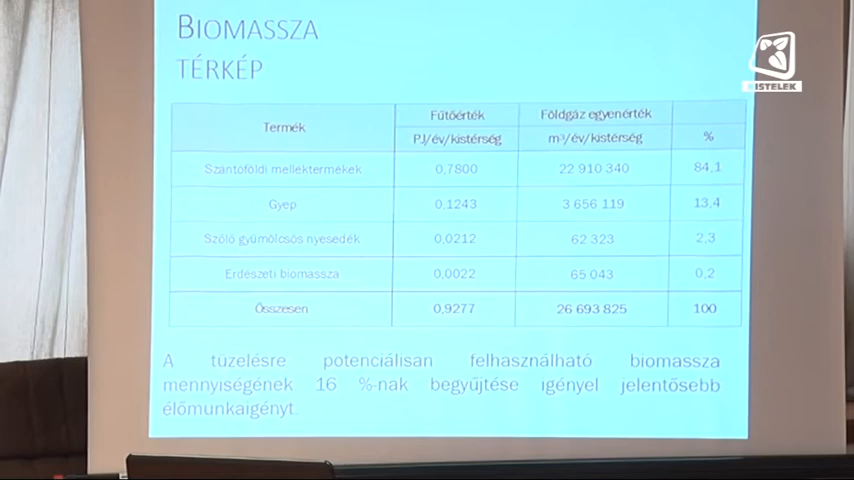 BIOMASSZA
TÉRKÉP
KISTELEK
Termék Fűtőérték Földgáz egyenérték
PJ/év/kistérség m³/év/kistérség %
Szántóföldi melléktermékek 0,7800 22 910 340 84,1
Gyep 0,1243 3 656 119 13,4
Szőlő gyümölcsös nyesedék 0,0212 62 323 2,3
Erdészeti biomassza 0,0022 65 043 0,2
Összesen 0,9277 26 693 825 100
A tüzelésre potenciálisan felhasználható biomassza
mennyiségének 16 %-nak begyűjtése igényel jelentősebb
élőmunkaigényt.